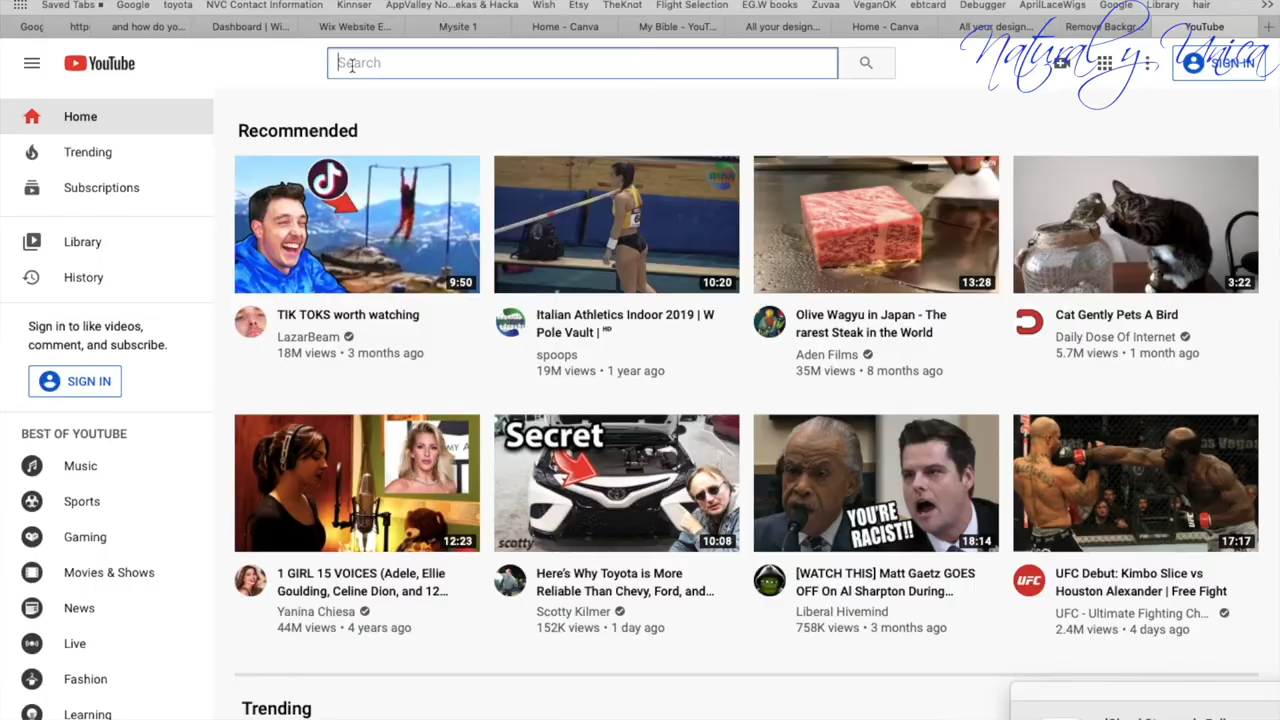 Saved Tabs Google toyota NVC Contact Information Kinnser AppValley No...ekas & Hacka Wish Etsy TheKnot Flight Selection EG.W books Zuvaa VeganOK ebtcard Debugger AprilLaceWigs Google Library hair
Goog http and how do yo... Dashboard | Wi... Wix Website E... Mysite 1 Home - Canva My Bible - YouT... All your design... Home - Canva All your design... Remove Backgr... YouTube
Natural y Unica
YouTube
Search
SIGN IN
Home
Trending
Subscriptions
Library
History
Sign in to like videos,
comment, and subscribe.
SIGN IN
BEST OF YOUTUBE
Music
Sports
Gaming
Movies & Shows
News
Live
Fashion
Learning
Recommended
9:50
TIK TOKS worth watching
LazarBeam
18M views • 3 months ago
10:20
Italian Athletics Indoor 2019 | W
Pole Vault | ᴴᴰ
spoops
19M views • 1 year ago
13:28
Olive Wagyu in Japan - The
rarest Steak in the World
Aden Films
35M views • 8 months ago
3:22
Cat Gently Pets A Bird
Daily Dose Of Internet
5.7M views • 1 month ago
12:23
1 GIRL 15 VOICES (Adele, Ellie
Goulding, Celine Dion, and 12...
Yanina Chiesa
44M views • 4 years ago
Secret
scotty
10:08
Here's Why Toyota is More
Reliable Than Chevy, Ford, and...
Scotty Kilmer
152K views • 1 day ago
YOU'RE
RACIST!!
18:14
[WATCH THIS] Matt Gaetz GOES
OFF On Al Sharpton During...
Liberal Hivemind
758K views • 3 months ago
17:17
UFC
UFC Debut: Kimbo Slice vs
Houston Alexander | Free Fight
UFC - Ultimate Fighting Ch...
2.4M views • 4 days ago
Trending